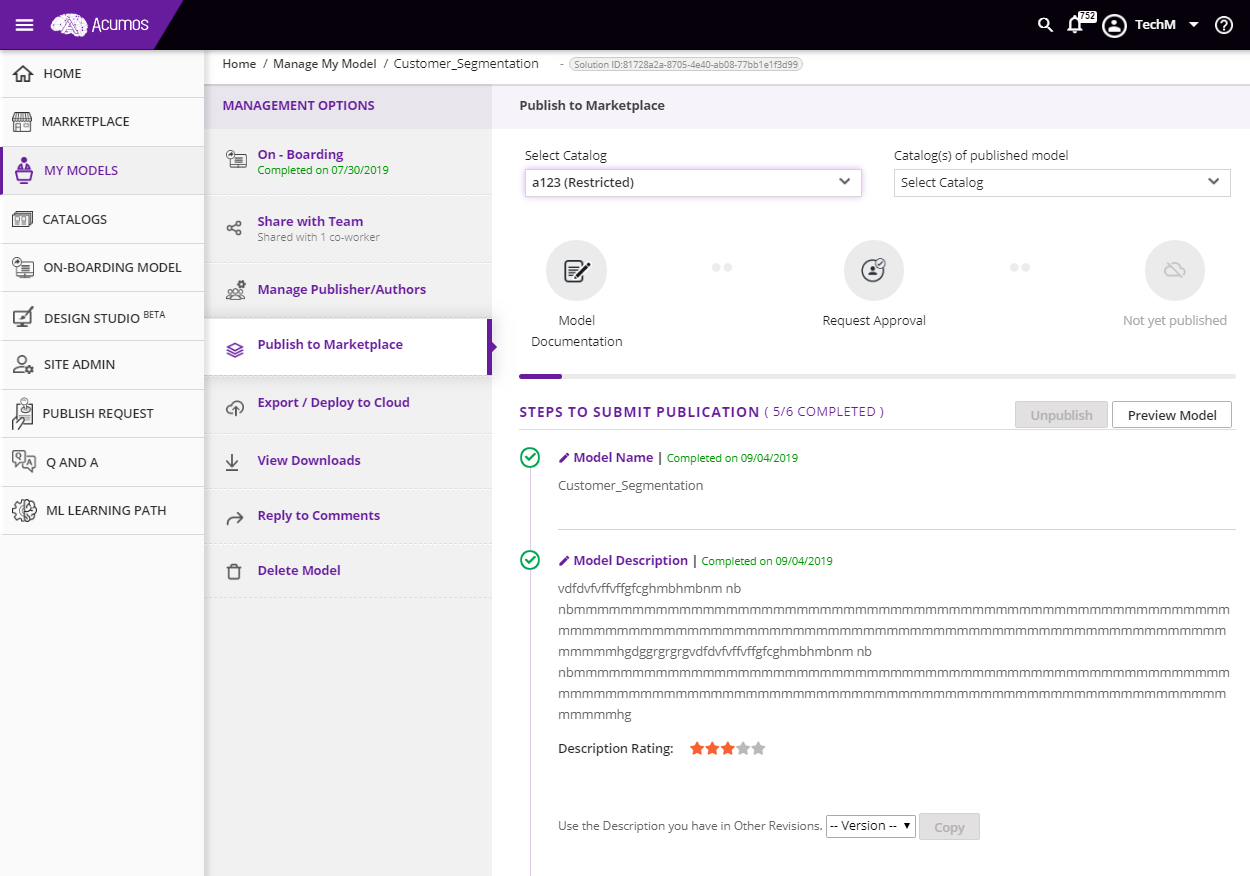 Acumos
752
TechM
HOME
MARKETPLACE
MY MODELS
CATALOGS
ON-BOARDING MODEL
DESIGN STUDIO BETA
SITE ADMIN
PUBLISH REQUEST
Q AND A
ML LEARNING PATH
Home / Manage My Model / Customer_Segmentation - Solution ID:81728a2a-8705-4e40-ab08-77bb1e1f3d99
MANAGEMENT OPTIONS
On - Boarding
Completed on 07/30/2019
Share with Team
Shared with 1 co-worker
Manage Publisher/Authors
Publish to Marketplace
Export / Deploy to Cloud
View Downloads
Reply to Comments
Delete Model
Publish to Marketplace
Select Catalog
a123 (Restricted)
Catalog(s) of published model
Select Catalog
Model
Documentation
Request Approval
Not yet published
STEPS TO SUBMIT PUBLICATION ( 5/6 COMPLETED )
Unpublish
Preview Model
Model Name | Completed on 09/04/2019
Customer_Segmentation
Model Description | Completed on 09/04/2019
vdfdvfvffvffgfcghmbhmbnm nb
nbmmmmmmmmmmmmmmmmmmmmmmmmmmmmmmmmmmmmmmmmmmmmmmmmmmmmmmmm
mmmmmmmmmmmmmmmmmmmmmmmmmmmmmmmmmmmmmmmmmmmmmmmmmmmmmmmmm
mmmmmhgdggrgrgrgvdfdvfvffvffgfcghmbhmbnm nb
nbmmmmmmmmmmmmmmmmmmmmmmmmmmmmmmmmmmmmmmmmmmmmmmmmmmmmmmmm
mmmmmmmmmmmmmmmmmmmmmmmmmmmmmmmmmmmmmmmmmmmmmmmmmmmmmmmmm
mmmmmhg
Description Rating:
Use the Description you have in Other Revisions. -- Version -- Copy